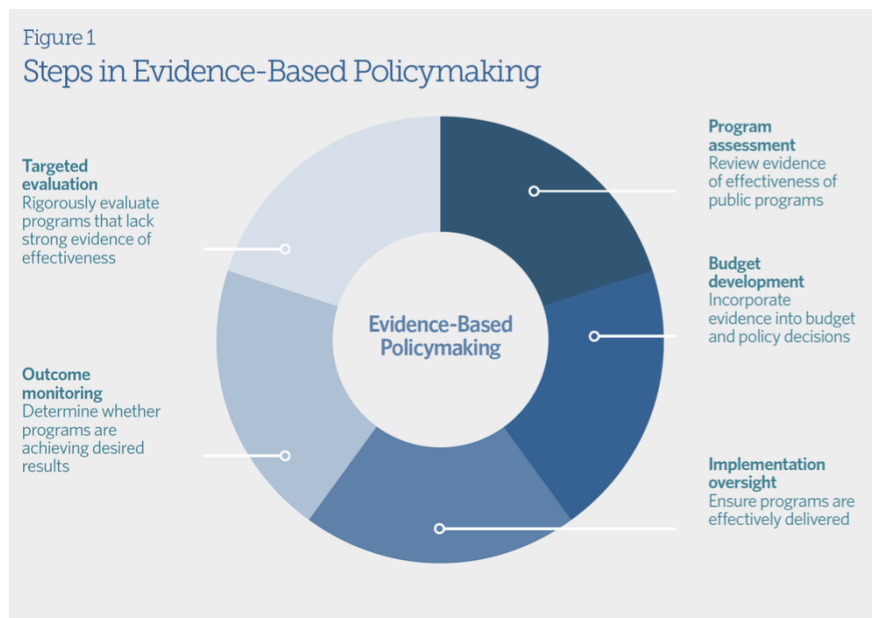 Figure 1
Steps in Evidence-Based Policymaking
Program
assessment
Review evidence
of effectiveness of
public programs
Budget
development
Incorporate
evidence into budget
and policy decisions
Implementation
oversight
Ensure programs are
effectively delivered
Outcome
monitoring
Determine whether
programs are
achieving desired
results
Targeted
evaluation
Rigorously evaluate
programs that lack
strong evidence of
effectiveness
Evidence-Based
Policymaking